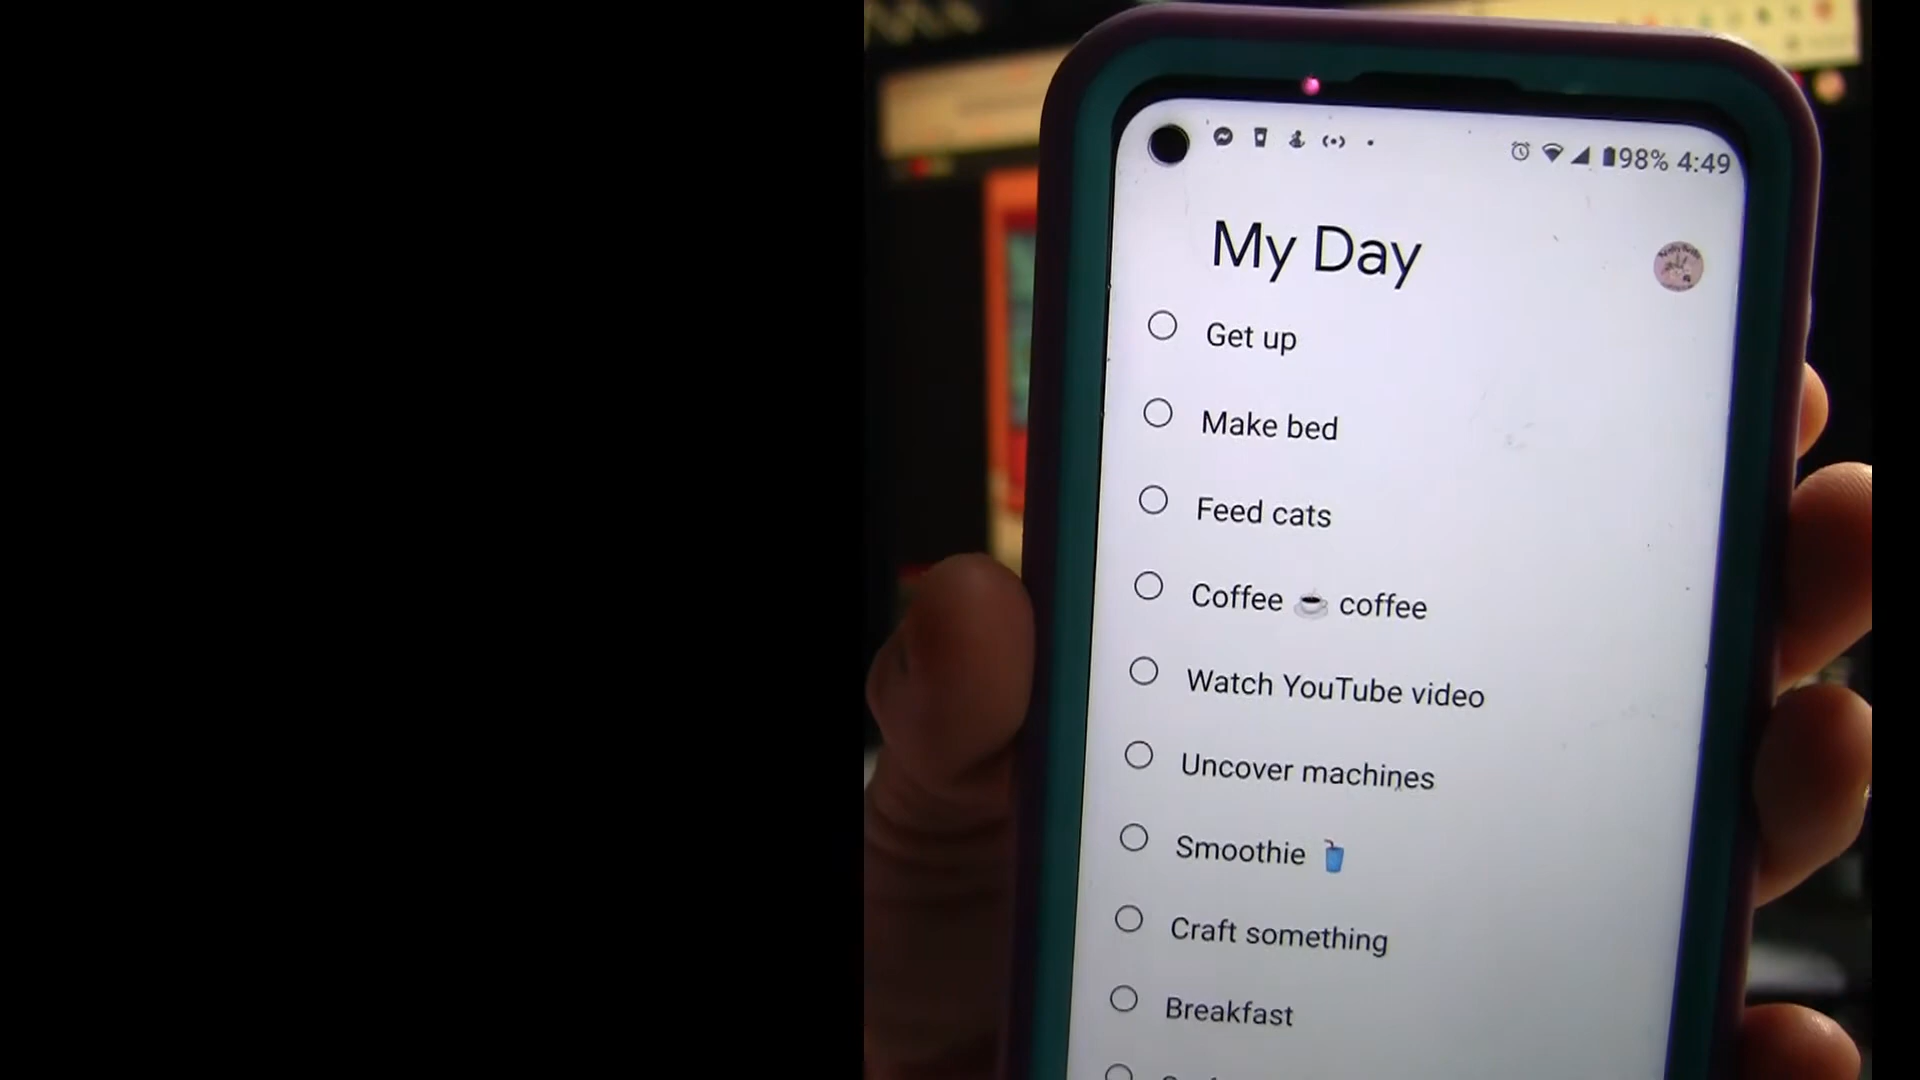 98% 4:49
My Day
Get up
Make bed
Feed cats
Coffee ☕ coffee
Watch YouTube video
Uncover machines
Smoothie 🥤
Craft something
Breakfast